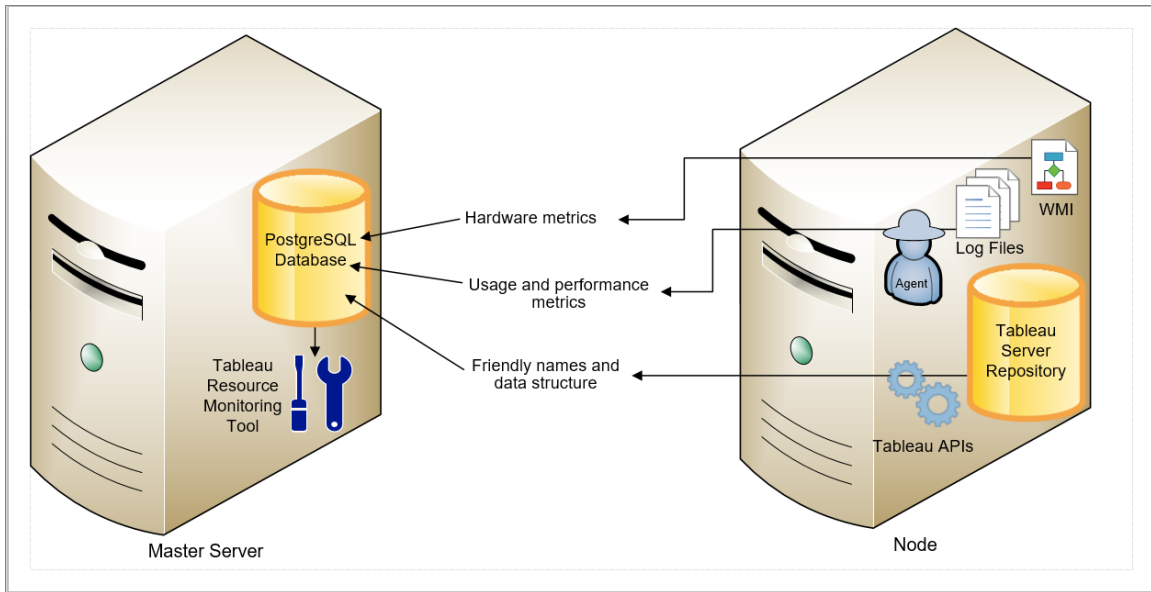 PostgreSQL
Database
Tableau
Resource
Monitoring
Tool
Master Server
Hardware metrics
Usage and performance
metrics
Friendly names and
data structure
WMI
Log Files
Agent
Tableau
Server
Repository
Tableau APIs
Node